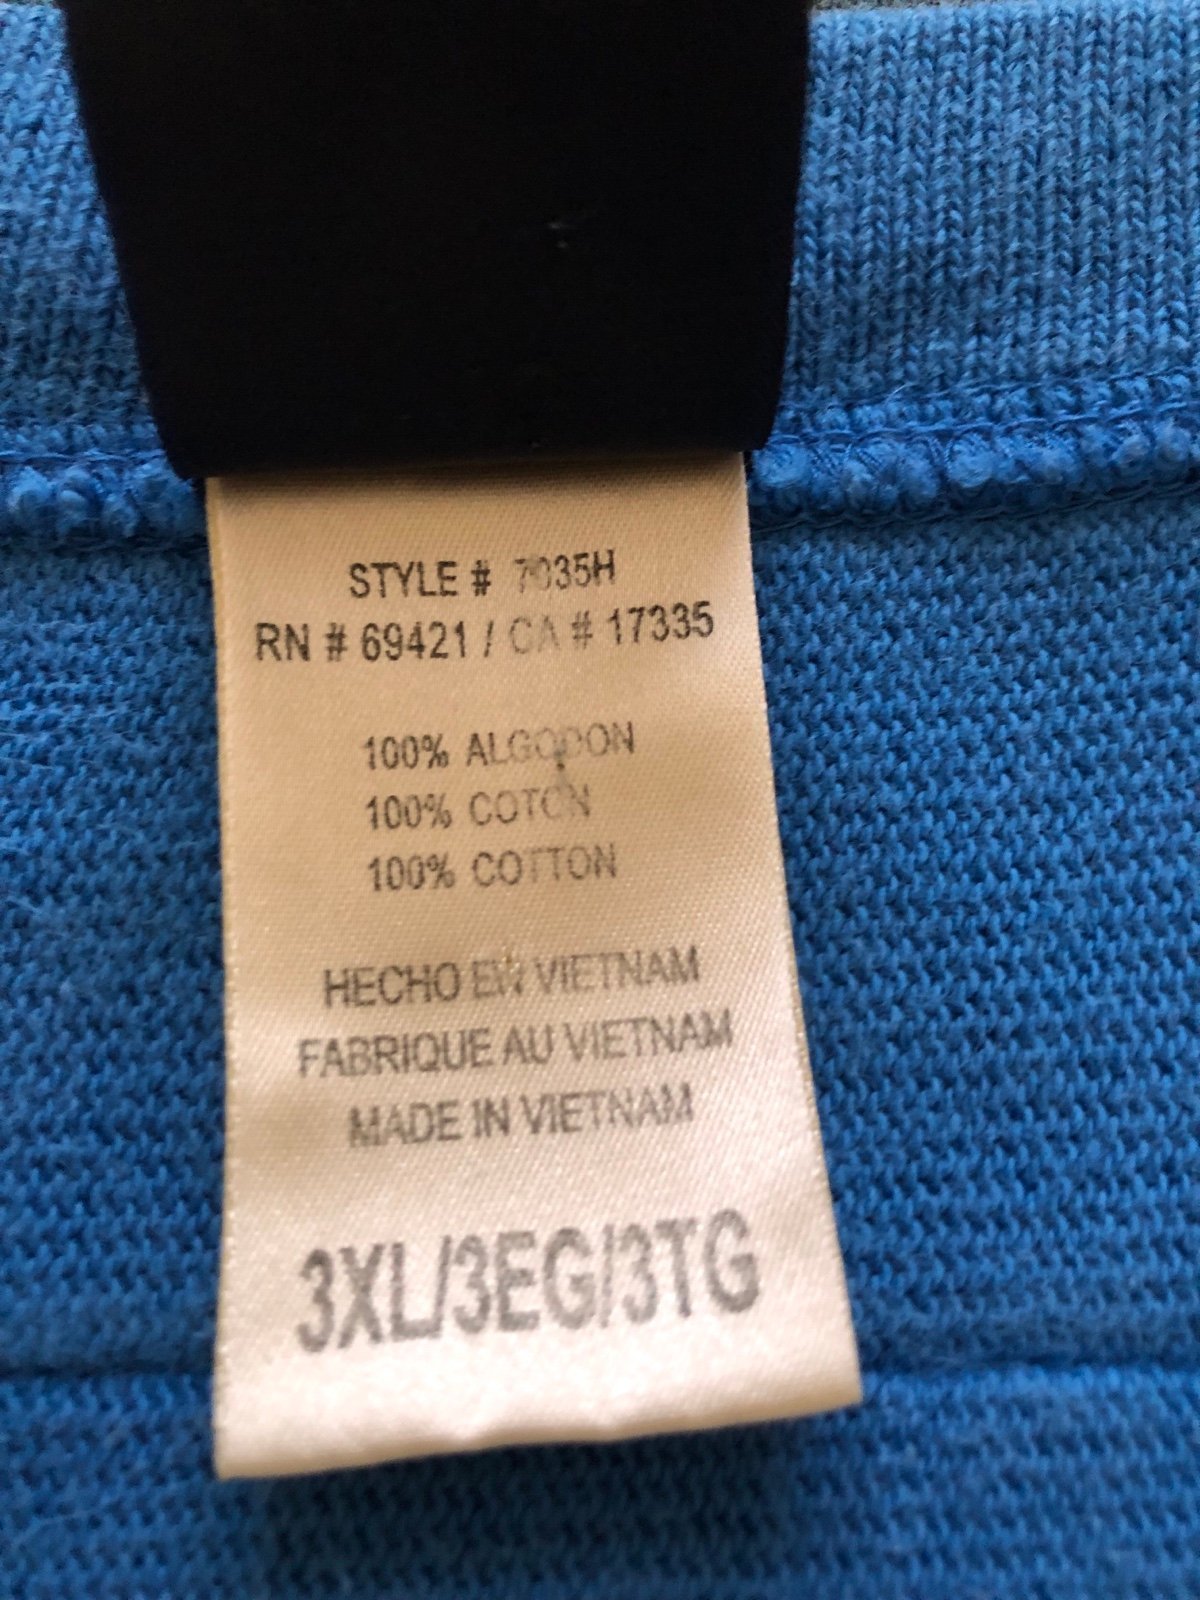 STYLE # 7035H
RN # 69421 / CA # 17335
100% ALGODON
100% COTON
100% COTTON
HECHO EN VIETNAM
FABRIQUE AU VIETNAM
MADE IN VIETNAM
3XL/3EG/3TG